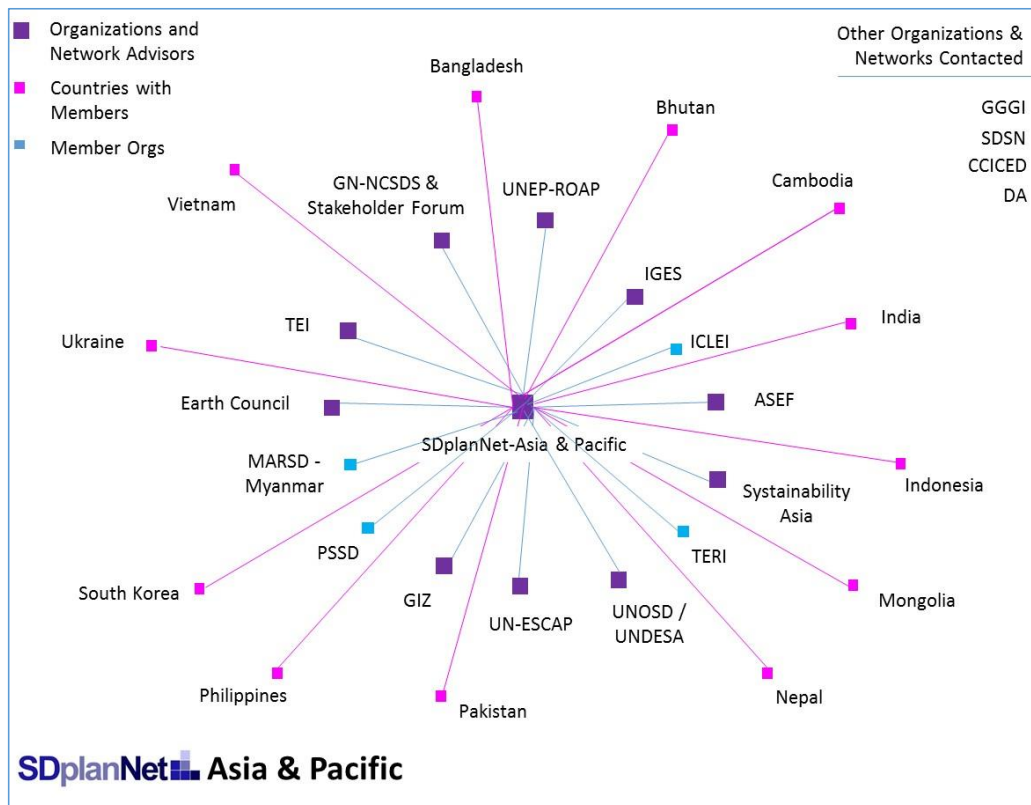 Organizations and
Network Advisors
Countries with
Members
Member Orgs
Other Organizations &
Networks Contacted
GGGI
SDSN
CCICED
DA
Bangladesh
Bhutan
Vietnam
GN-NCSDS &
Stakeholder Forum
UNEP-ROAP
Cambodia
IGES
TEI
Ukraine
ICLEI
India
Earth Council
ASEF
SDplanNet-Asia & Pacific
MARSD -
Myanmar
Systainability
Asia
Indonesia
PSSD
TERI
South Korea
GIZ
UN-ESCAP
UNOSD /
UNDESA
Mongolia
Philippines
Pakistan
Nepal
SDplanNet Asia & Pacific